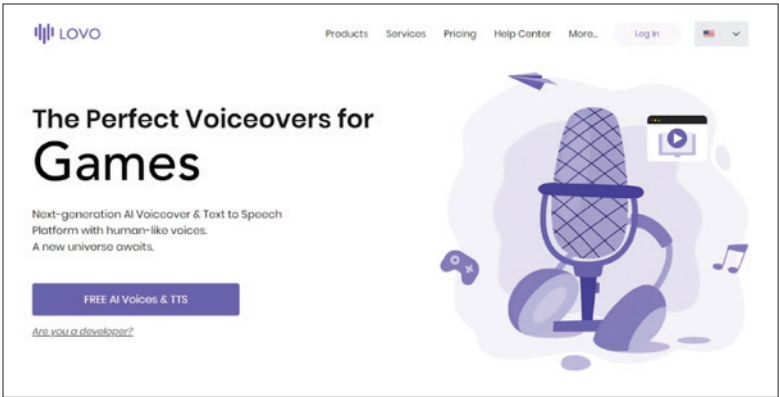 LOVO
Products Services Pricing Help Center More... Log In
The Perfect Voiceovers for
Games
Next-generation AI Voiceover & Text to Speech
Platform with human-like voices.
A new universe awaits.
FREE AI Voices & TTS
Are you a developer?